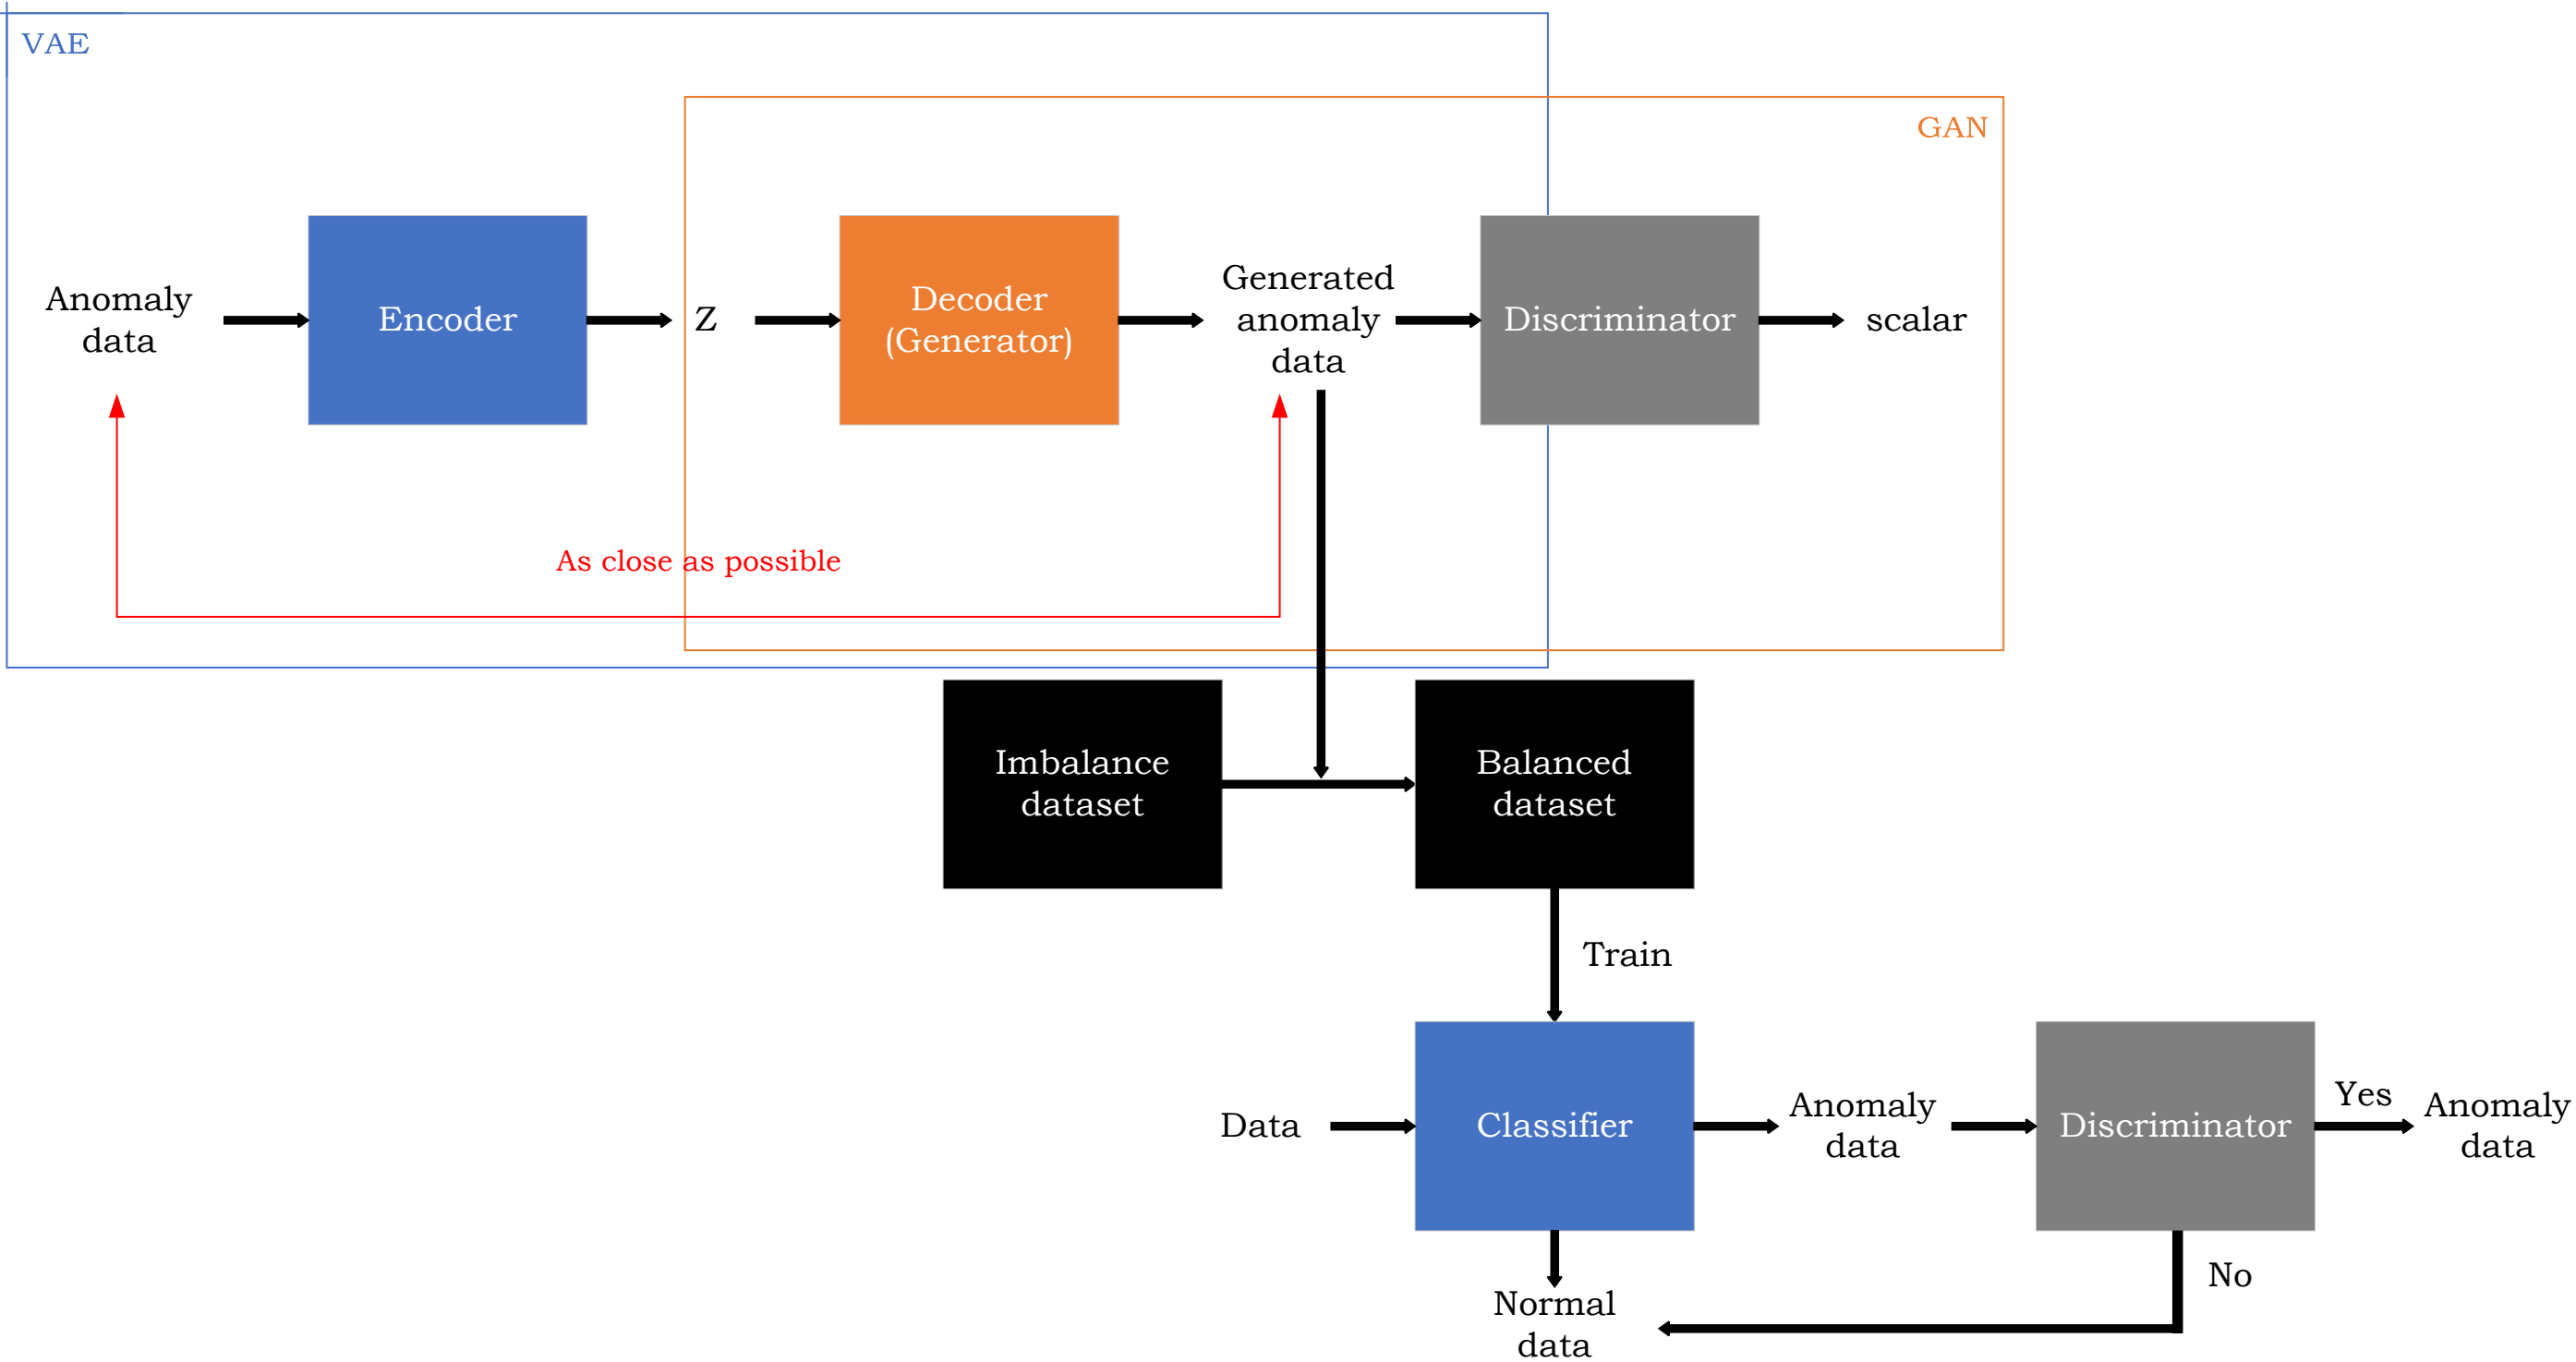 VAE
GAN
Anomaly
data
Encoder
Z
Decoder
(Generator)
Generated
anomaly
data
Discriminator
scalar
As close as possible
Imbalance
dataset
Balanced
dataset
Train
Data
Classifier
Anomaly
data
Discriminator
Yes
Anomaly
data
No
Normal
data